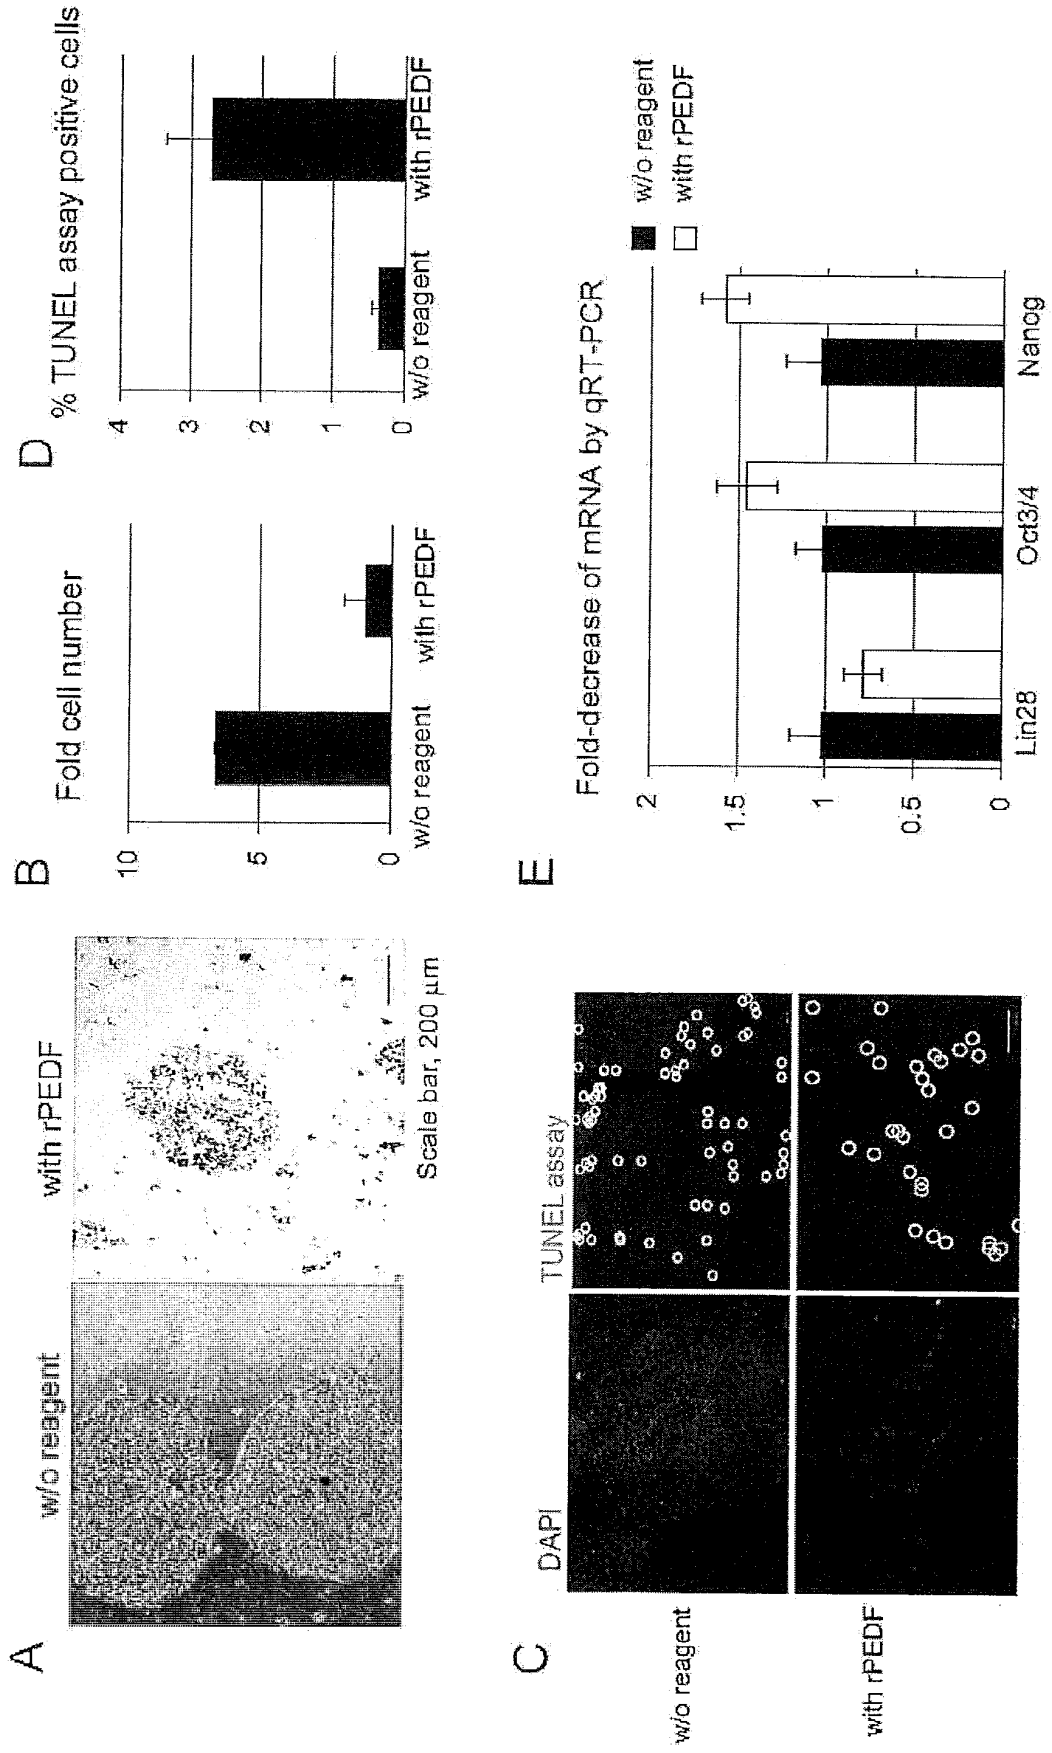 A
w/o reagent
with rPEDF
Scale bar, 200 μm
B
Fold cell number
10
5
0
w/o reagent
with rPEDF
C
DAPI
TUNEL assay
w/o reagent
with rPEDF
D
% TUNEL assay positive cells
4
3
2
1
0
w/o reagent
with rPEDF
E
Fold-decrease of mRNA by qRT-PCR
2
1.5
1
0.5
0
Lin28
Oct3/4
Nanog
w/o reagent
with rPEDF